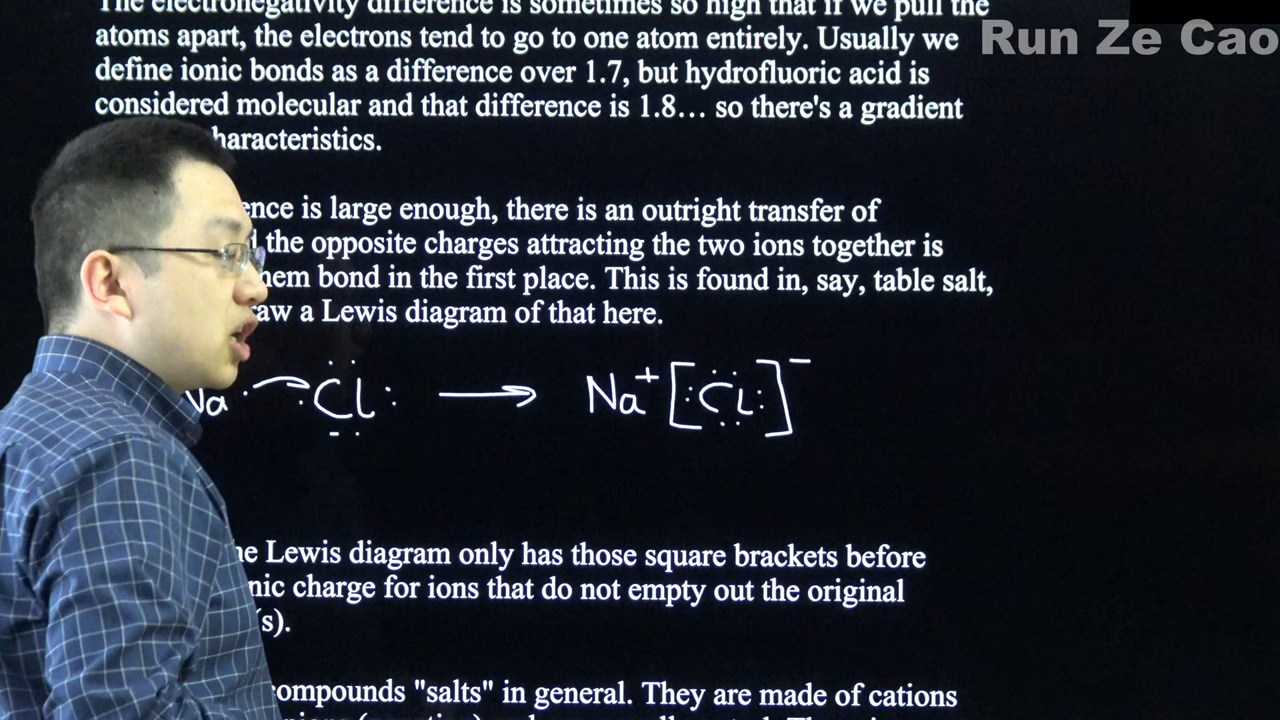 The electronegativity difference is sometimes so high that if we pull the
Run Ze Cao
atoms apart, the electrons tend to go to one atom entirely. Usually we
define ionic bonds as a difference over 1.7, but hydrofluoric acid is
considered molecular and that difference is 1.8... so there's a gradient
haracteristics.
ence is large enough, there is an outright transfer of
the opposite charges attracting the two ions together is
hem bond in the first place. This is found in, say, table salt,
aw a Lewis diagram of that here.
Na · :Cl: → Na+ [:Cl:]−
he Lewis diagram only has those square brackets before
nic charge for ions that do not empty out the original
(s).
compounds "salts" in general. They are made of cations